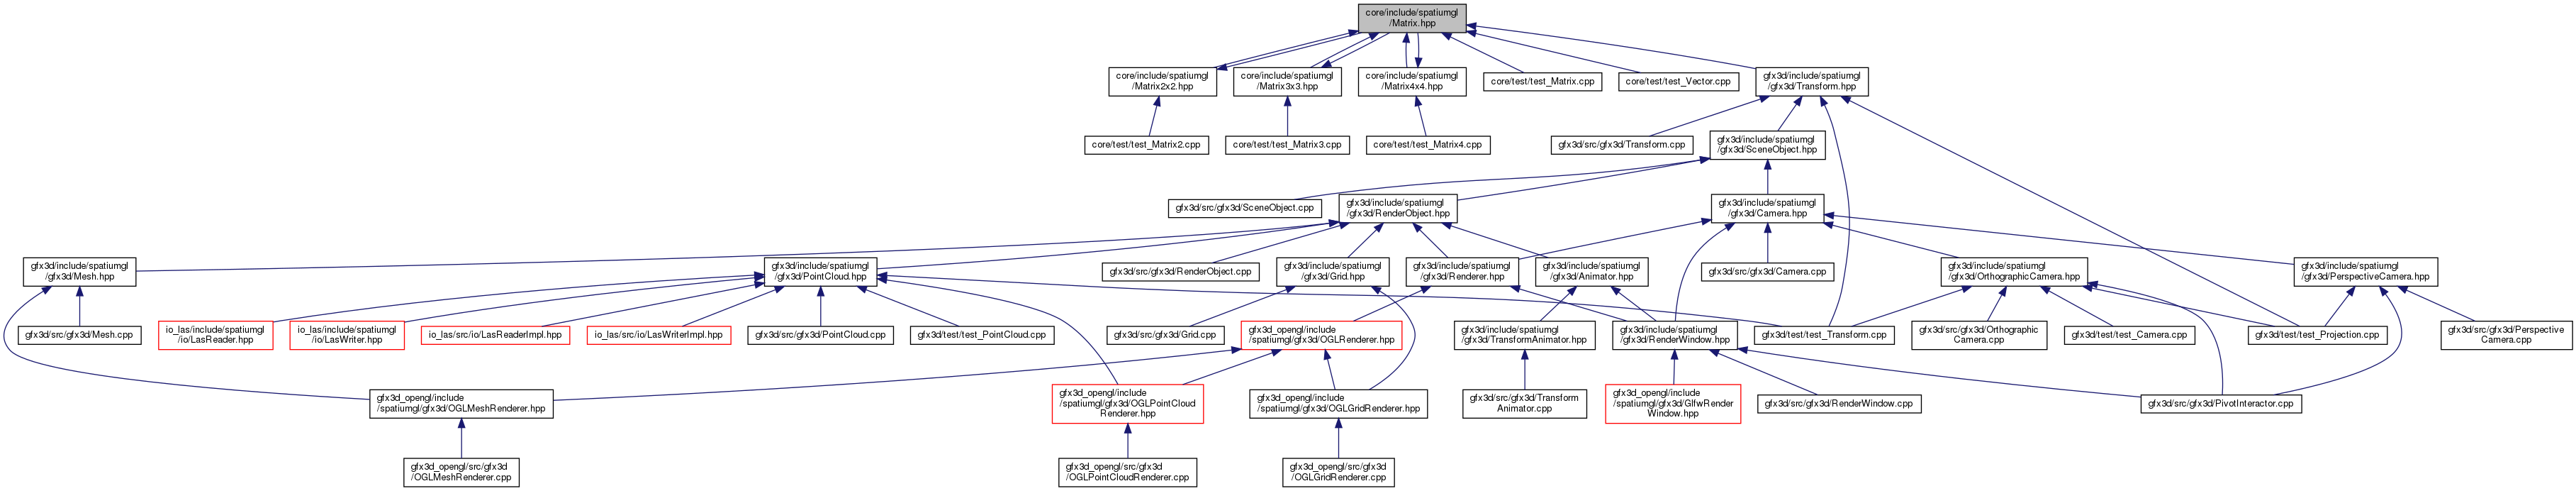 core/include/spatiumgl
/Matrix.hpp
core/include/spatiumgl
/Matrix2x2.hpp
core/include/spatiumgl
/Matrix3x3.hpp
core/include/spatiumgl
/Matrix4x4.hpp
core/test/test_Matrix.cpp
core/test/test_Vector.cpp
gfx3d/include/spatiumgl
/gfx3d/Transform.hpp
core/test/test_Matrix2.cpp
core/test/test_Matrix3.cpp
core/test/test_Matrix4.cpp
gfx3d/src/gfx3d/Transform.cpp
gfx3d/include/spatiumgl
/gfx3d/SceneObject.hpp
gfx3d/src/gfx3d/SceneObject.cpp
gfx3d/include/spatiumgl
/gfx3d/RenderObject.hpp
gfx3d/include/spatiumgl
/gfx3d/Camera.hpp
gfx3d/include/spatiumgl
/gfx3d/Mesh.hpp
gfx3d/include/spatiumgl
/gfx3d/PointCloud.hpp
gfx3d/src/gfx3d/RenderObject.cpp
gfx3d/include/spatiumgl
/gfx3d/Grid.hpp
gfx3d/include/spatiumgl
/gfx3d/Renderer.hpp
gfx3d/include/spatiumgl
/gfx3d/Animator.hpp
gfx3d/src/gfx3d/Camera.cpp
gfx3d/include/spatiumgl
/gfx3d/OrthographicCamera.hpp
gfx3d/include/spatiumgl
/gfx3d/PerspectiveCamera.hpp
gfx3d/src/gfx3d/Mesh.cpp
io_las/include/spatiumgl
/io/LasReader.hpp
io_las/include/spatiumgl
/io/LasWriter.hpp
io_las/src/io/LasReaderImpl.hpp
io_las/src/io/LasWriterImpl.hpp
gfx3d/src/gfx3d/PointCloud.cpp
gfx3d/test/test_PointCloud.cpp
gfx3d/src/gfx3d/Grid.cpp
gfx3d_opengl/include
/spatiumgl/gfx3d/OGLRenderer.hpp
gfx3d/include/spatiumgl
/gfx3d/TransformAnimator.hpp
gfx3d/include/spatiumgl
/gfx3d/RenderWindow.hpp
gfx3d/test/test_Transform.cpp
gfx3d/src/gfx3d/Orthographic
Camera.cpp
gfx3d/test/test_Camera.cpp
gfx3d/test/test_Projection.cpp
gfx3d/src/gfx3d/Perspective
Camera.cpp
gfx3d_opengl/include
/spatiumgl/gfx3d/OGLMeshRenderer.hpp
gfx3d_opengl/include
/spatiumgl/gfx3d/OGLPointCloud
Renderer.hpp
gfx3d_opengl/include
/spatiumgl/gfx3d/OGLGridRenderer.hpp
gfx3d/src/gfx3d/Transform
Animator.cpp
gfx3d_opengl/include
/spatiumgl/gfx3d/GlfwRender
Window.hpp
gfx3d/src/gfx3d/RenderWindow.cpp
gfx3d/src/gfx3d/PivotInteractor.cpp
gfx3d_opengl/src/gfx3d
/OGLMeshRenderer.cpp
gfx3d_opengl/src/gfx3d
/OGLPointCloudRenderer.cpp
gfx3d_opengl/src/gfx3d
/OGLGridRenderer.cpp